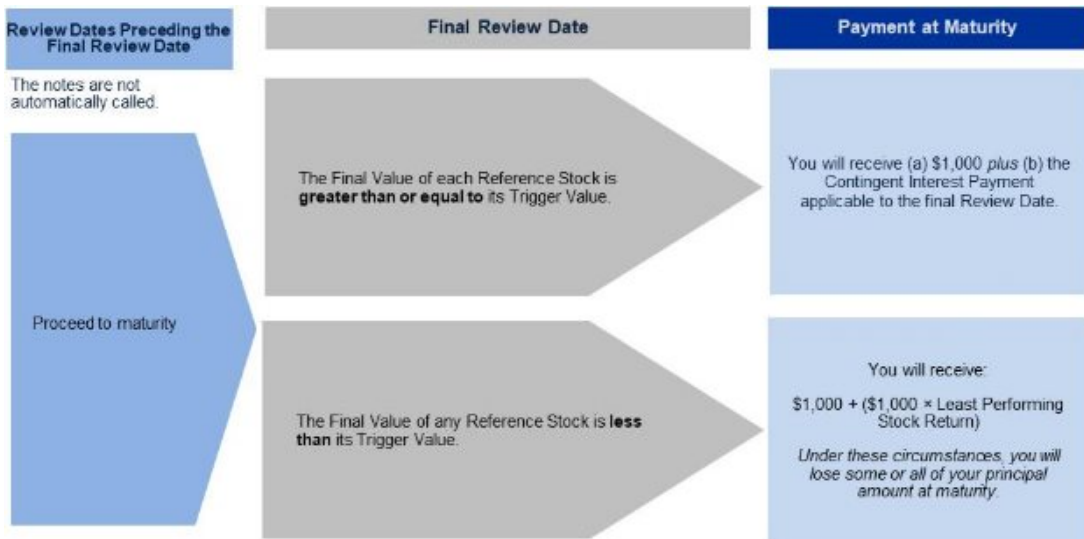 Review Dates Preceding the
Final Review Date
Final Review Date
Payment at Maturity
The notes are not
automatically called.
Proceed to maturity
The Final Value of each Reference Stock is
greater than or equal to its Trigger Value.
You will receive (a) $1,000 plus (b) the
Contingent Interest Payment
applicable to the final Review Date.
The Final Value of any Reference Stock is less
than its Trigger Value.
You will receive:
$1,000 + ($1,000 × Least Performing
Stock Return)
Under these circumstances, you will
lose some or all of your principal
amount at maturity.